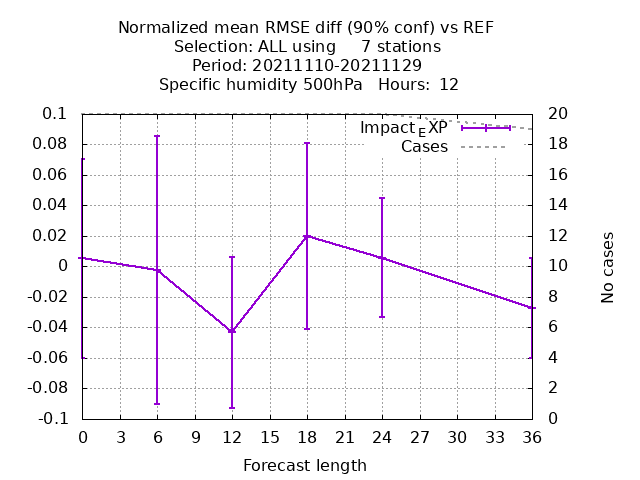 Normalized mean RMSE diff (90% conf) vs REF
Selection: ALL using 7 stations
Period: 20211110-20211129
Specific humidity 500hPa Hours: 12
0.1
0.08
0.06
0.04
0.02
0
-0.02
-0.04
-0.06
-0.08
-0.1
Impact_EXP
Cases
20
18
16
14
12
10
8
6
4
2
0
No cases
0 3 6 9 12 15 18 21 24 27 30 33 36
Forecast length